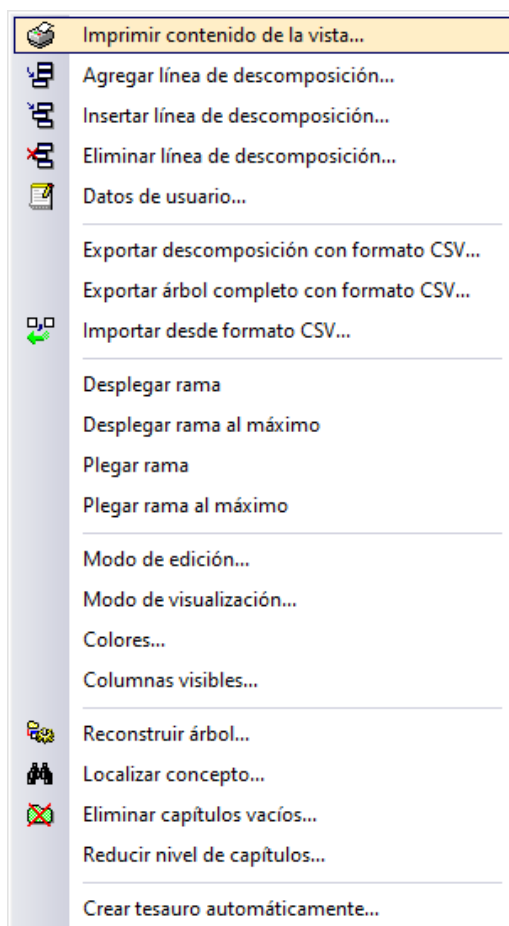 Imprimir contenido de la vista...
Agregar línea de descomposición...
Insertar línea de descomposición...
Eliminar línea de descomposición...
Datos de usuario...
Exportar descomposición con formato CSV...
Exportar árbol completo con formato CSV...
Importar desde formato CSV...
Desplegar rama
Desplegar rama al máximo
Plegar rama
Plegar rama al máximo
Modo de edición...
Modo de visualización...
Colores...
Columnas visibles...
Reconstruir árbol...
Localizar concepto...
Eliminar capítulos vacíos...
Reducir nivel de capítulos...
Crear tesauro automáticamente...